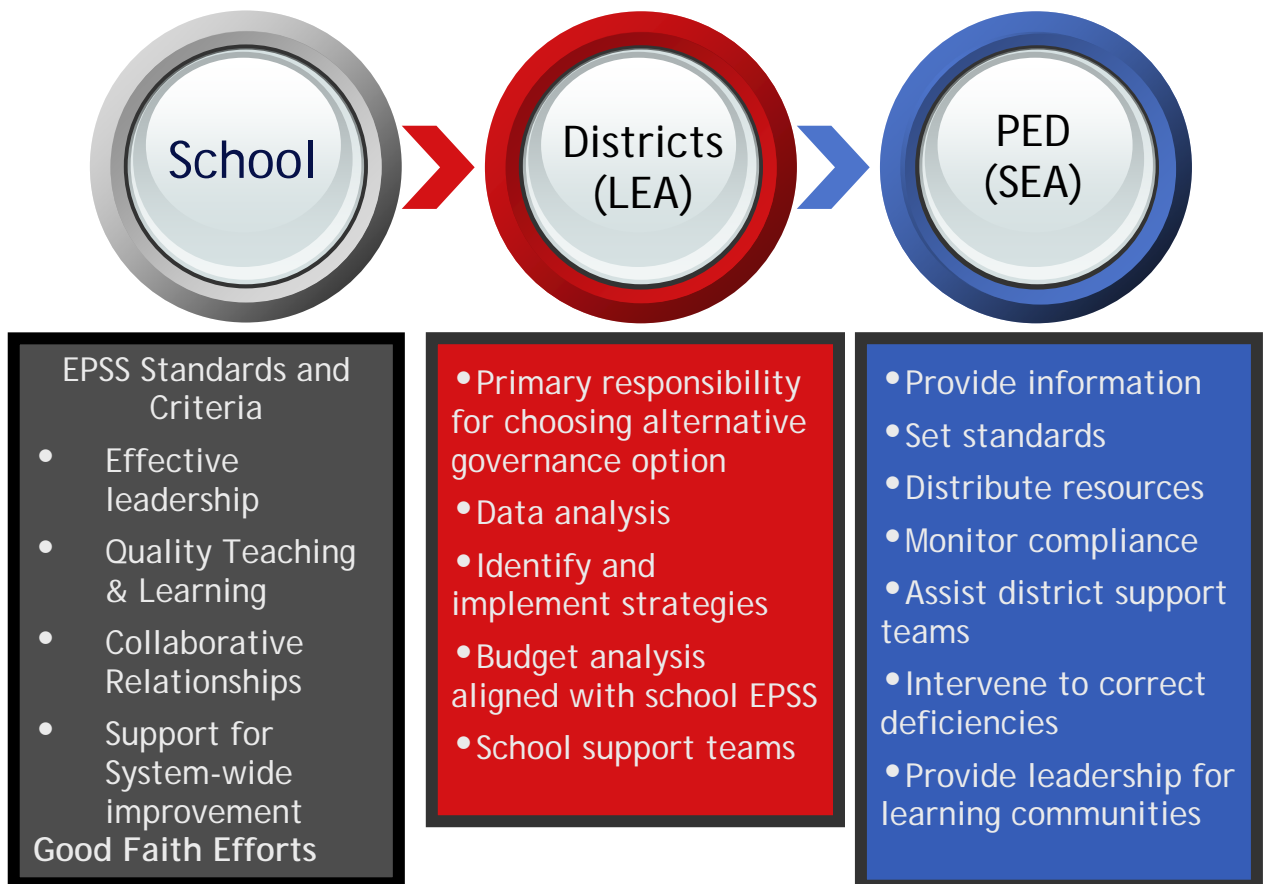 School
Districts
(LEA)
PED
(SEA)
EPSS Standards and
Criteria
• Effective
leadership
• Quality Teaching
& Learning
• Collaborative
Relationships
• Support for
System-wide
improvement
Good Faith Efforts
•Primary responsibility
for choosing alternative
governance option
•Data analysis
•Identify and
implement strategies
•Budget analysis
aligned with school EPSS
•School support teams
•Provide information
•Set standards
•Distribute resources
•Monitor compliance
•Assist district support
teams
•Intervene to correct
deficiencies
•Provide leadership for
learning communities